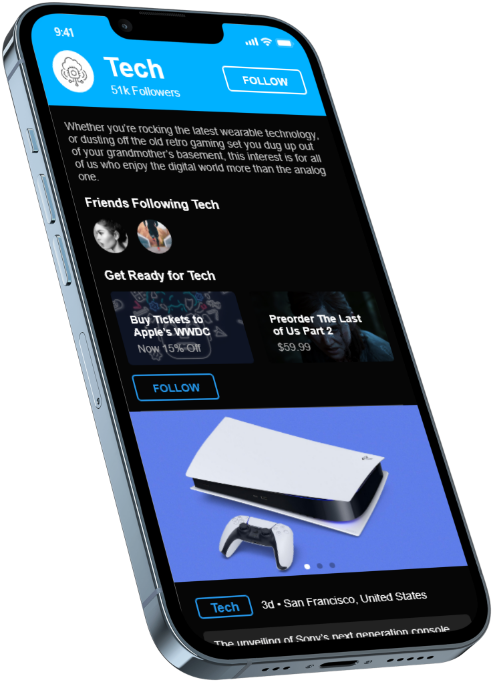 9:41
Tech
51k Followers
FOLLOW
Whether you're rocking the latest wearable technology,
or dusting off the old retro gaming set you dug up out
of your grandmother's basement, this interest is for all
of us who enjoy the digital world more than the analog
one.
Friends Following Tech
Get Ready for Tech
Buy Tickets to
Apple's WWDC
Now 15% Off
Preorder The Last
of Us Part 2
$59.99
FOLLOW
Tech
3d • San Francisco, United States
The unveiling of Sony's next generation console